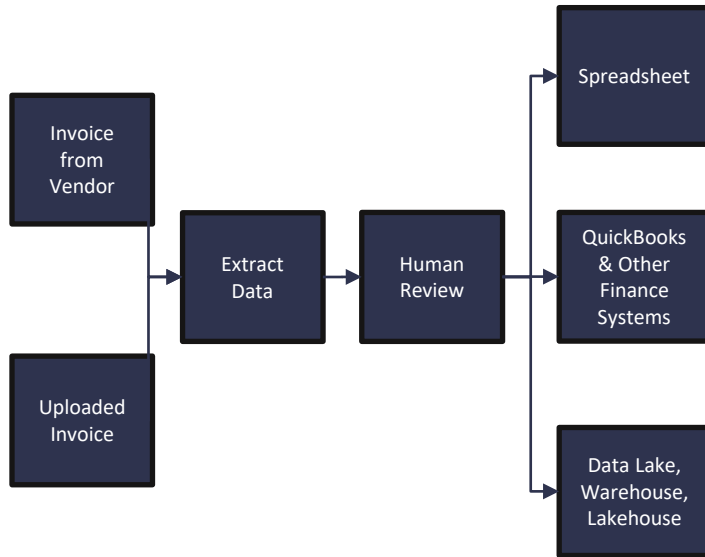 Invoice
from
Vendor
Uploaded
Invoice
Extract
Data
Human
Review
Spreadsheet
QuickBooks
& Other
Finance
Systems
Data Lake,
Warehouse,
Lakehouse